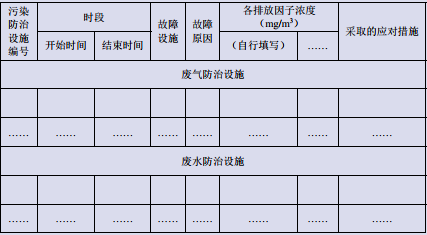 污染防治设施编号 时段 故障设施 故障原因 各排放因子浓度（mg/m³） 采取的应对措施
开始时间 结束时间 （自行填写） ……
废气防治设施
…… …… …… …… …… …… …… ……
废水防治设施
…… …… …… …… …… …… …… ……